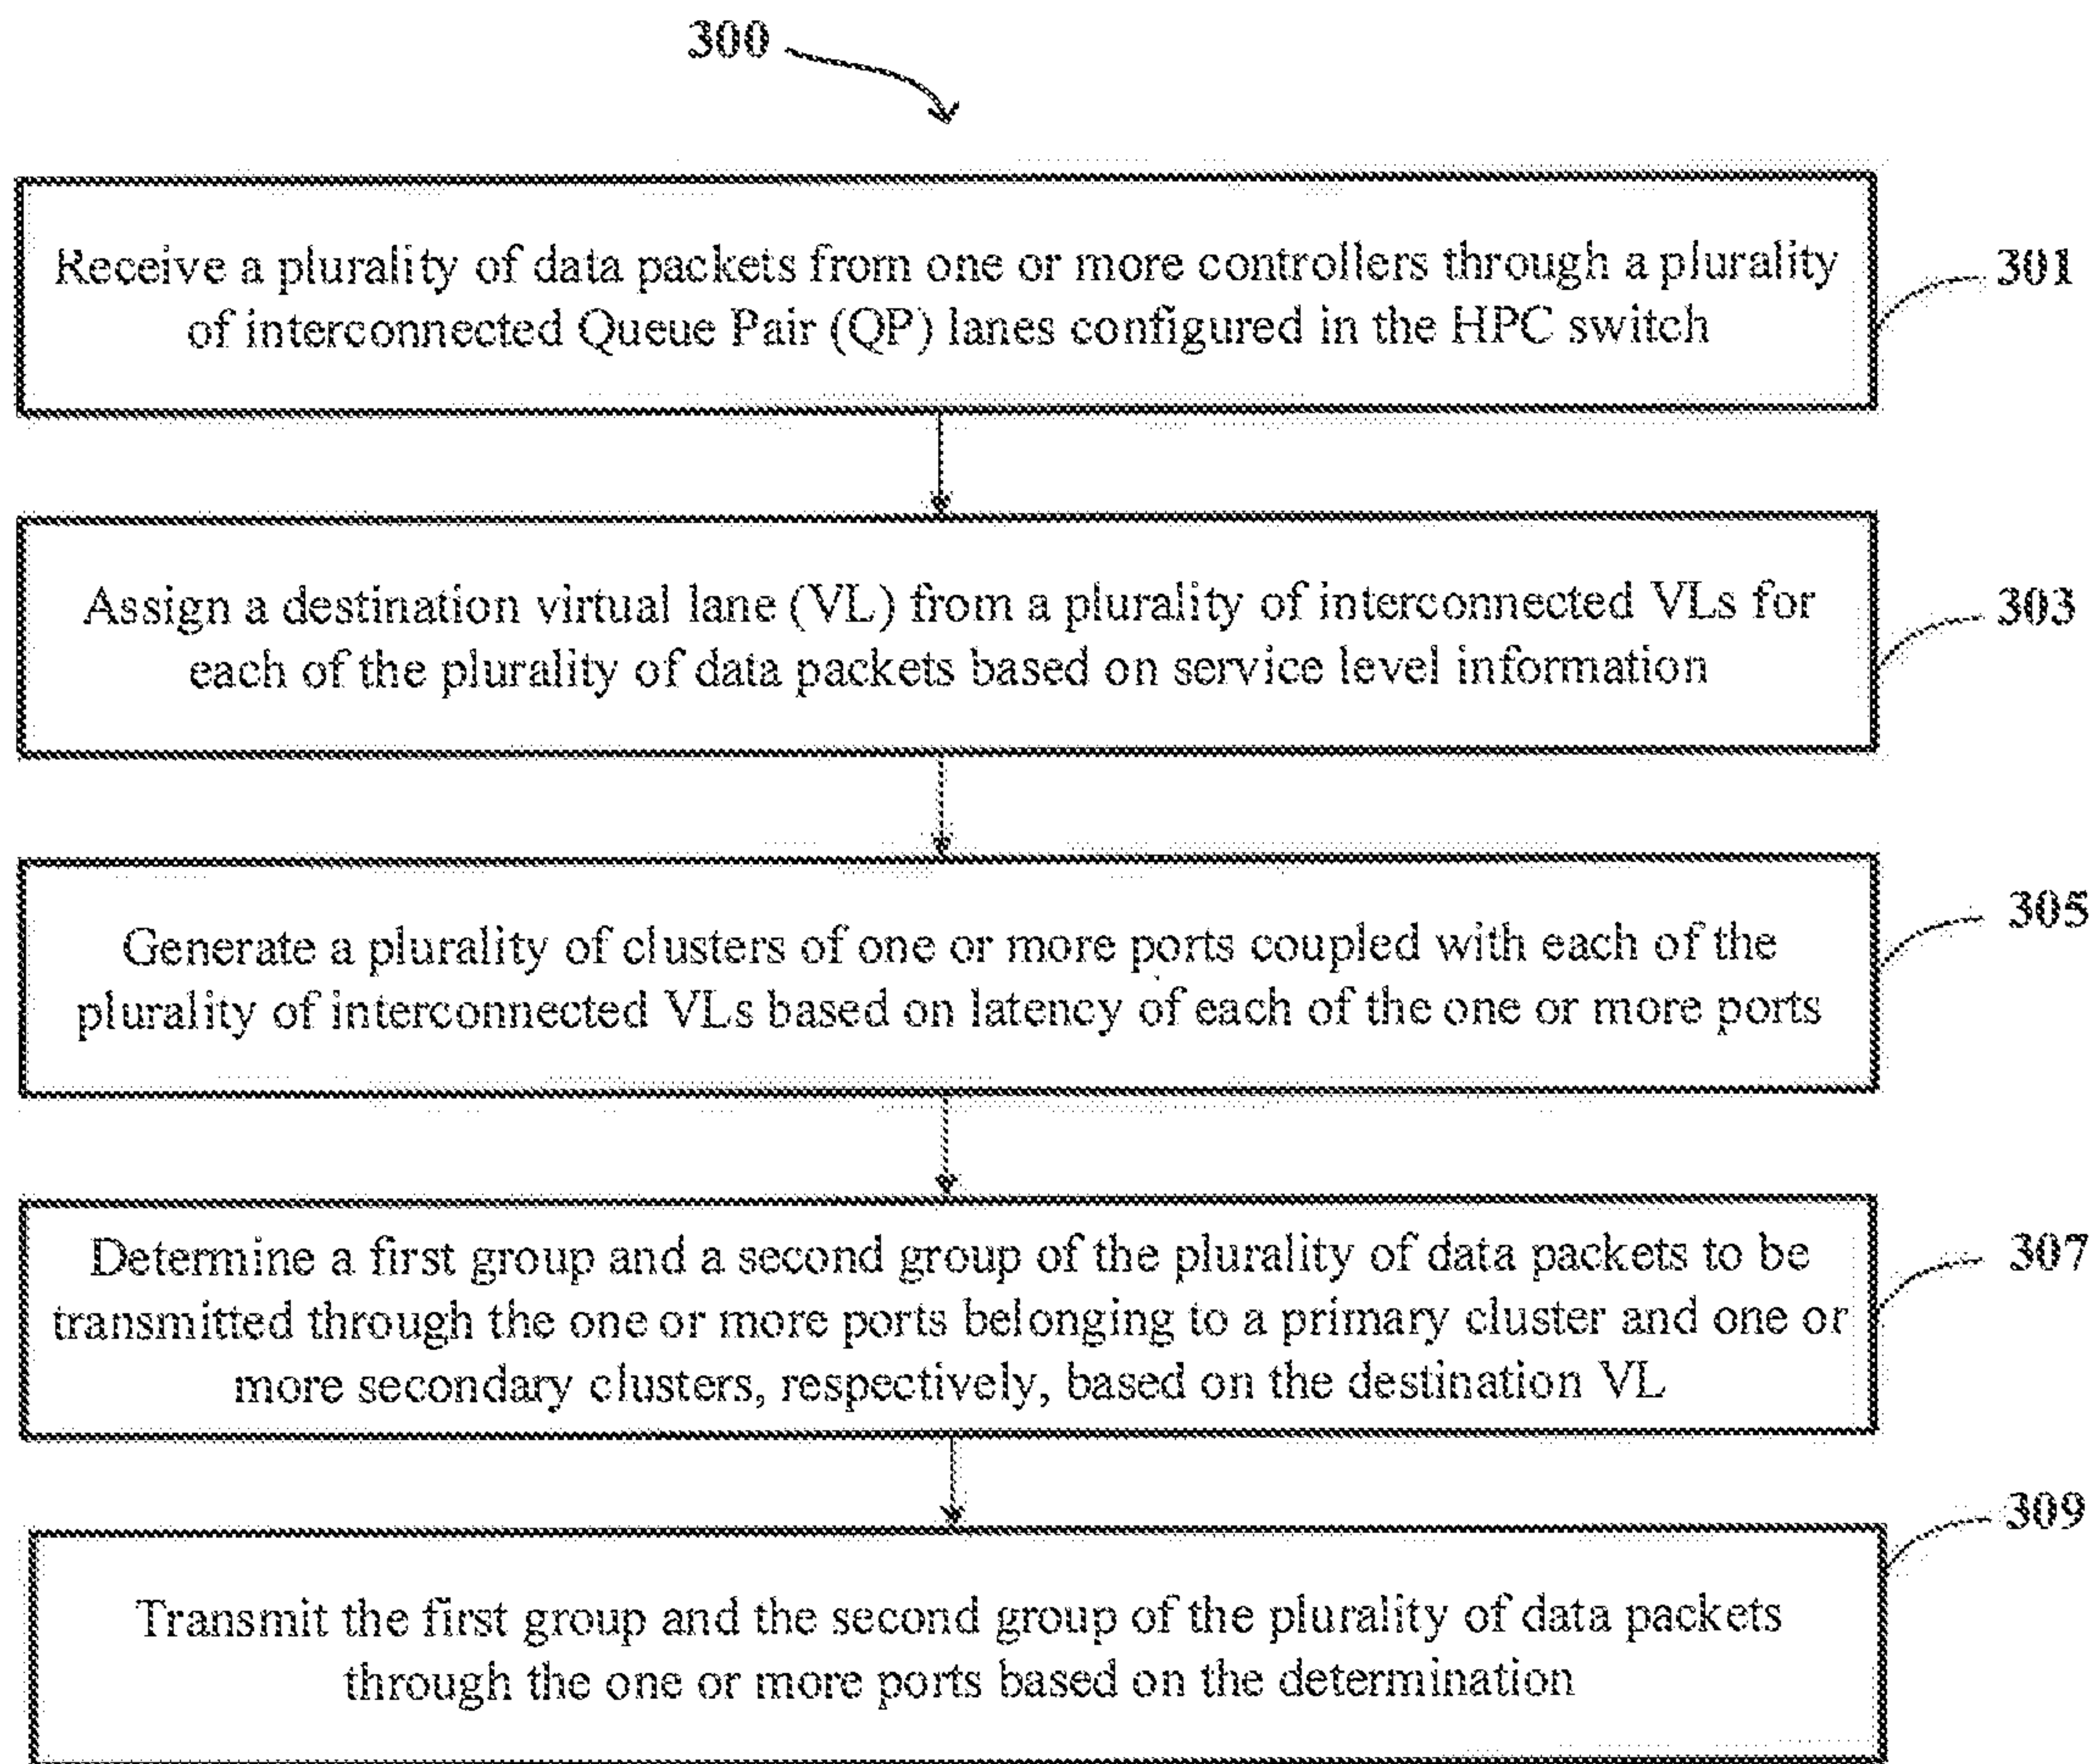 300
Receive a plurality of data packets from one or more controllers through a plurality
of interconnected Queue Pair (QP) lanes configured in the HPC switch
301
Assign a destination virtual lane (VL) from a plurality of interconnected VLs for
each of the plurality of data packets based on service level information
303
Generate a plurality of clusters of one or more ports coupled with each of the
plurality of interconnected VLs based on latency of each of the one or more ports
305
Determine a first group and a second group of the plurality of data packets to be
transmitted through the one or more ports belonging to a primary cluster and one or
more secondary clusters, respectively, based on the destination VL
307
Transmit the first group and the second group of the plurality of data packets
through the one or more ports based on the determination
309